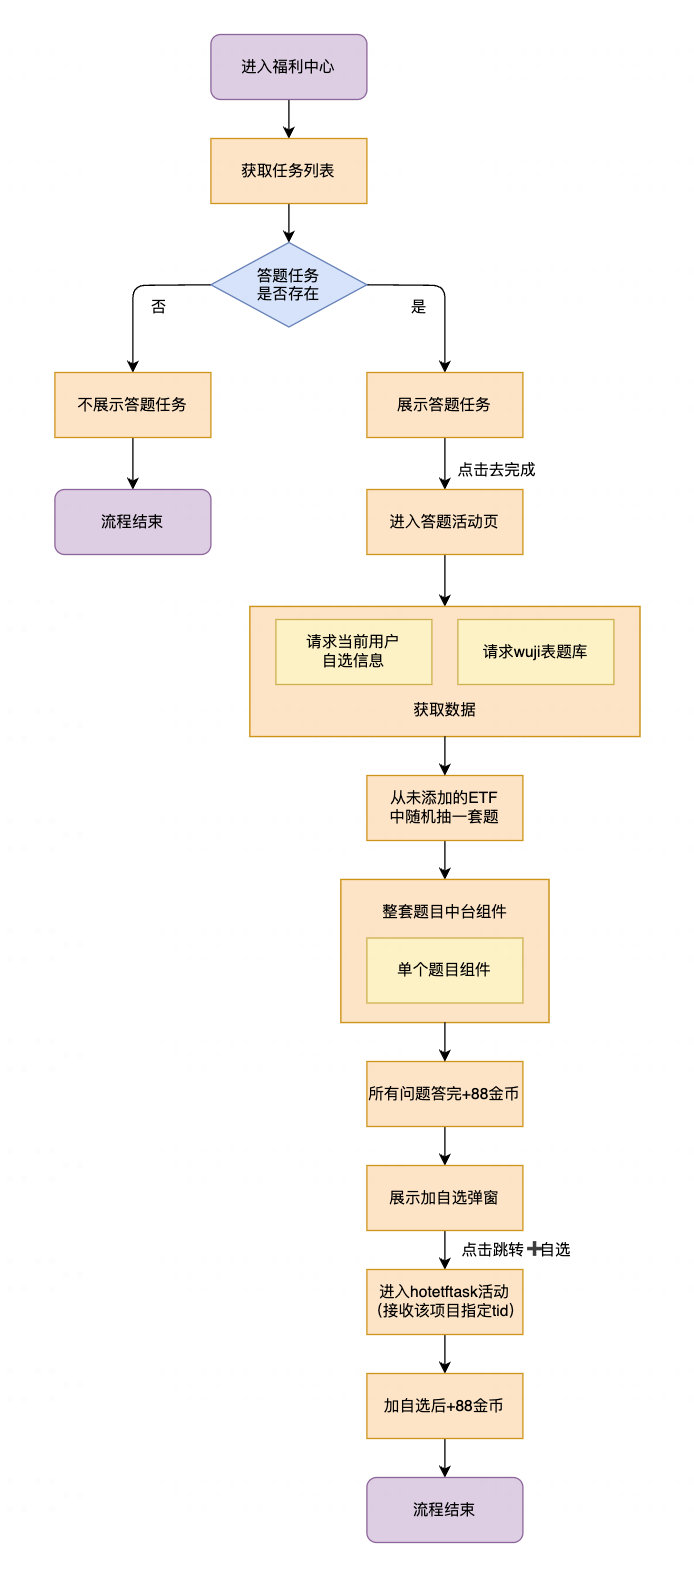 进入福利中心
获取任务列表
答题任务
是否存在
否
是
不展示答题任务
展示答题任务
点击去完成
流程结束
进入答题活动页
请求当前用户
自选信息
请求wuji表题库
获取数据
从未添加的ETF
中随机抽一套题
整套题目中台组件
单个题目组件
所有问题答完+88金币
展示加自选弹窗
点击跳转➕自选
进入hotetftask活动
（接收该项目指定tid）
加自选后+88金币
流程结束